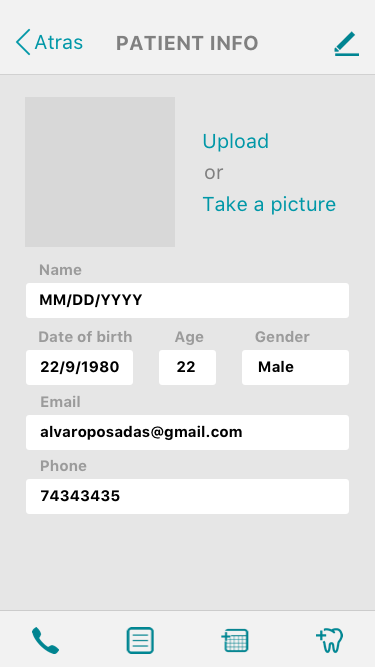 Atras PATIENT INFO
Upload
or
Take a picture
Name
MM/DD/YYYY
Date of birth Age Gender
22/9/1980 22 Male
Email
alvaroposadas@gmail.com
Phone
74343435